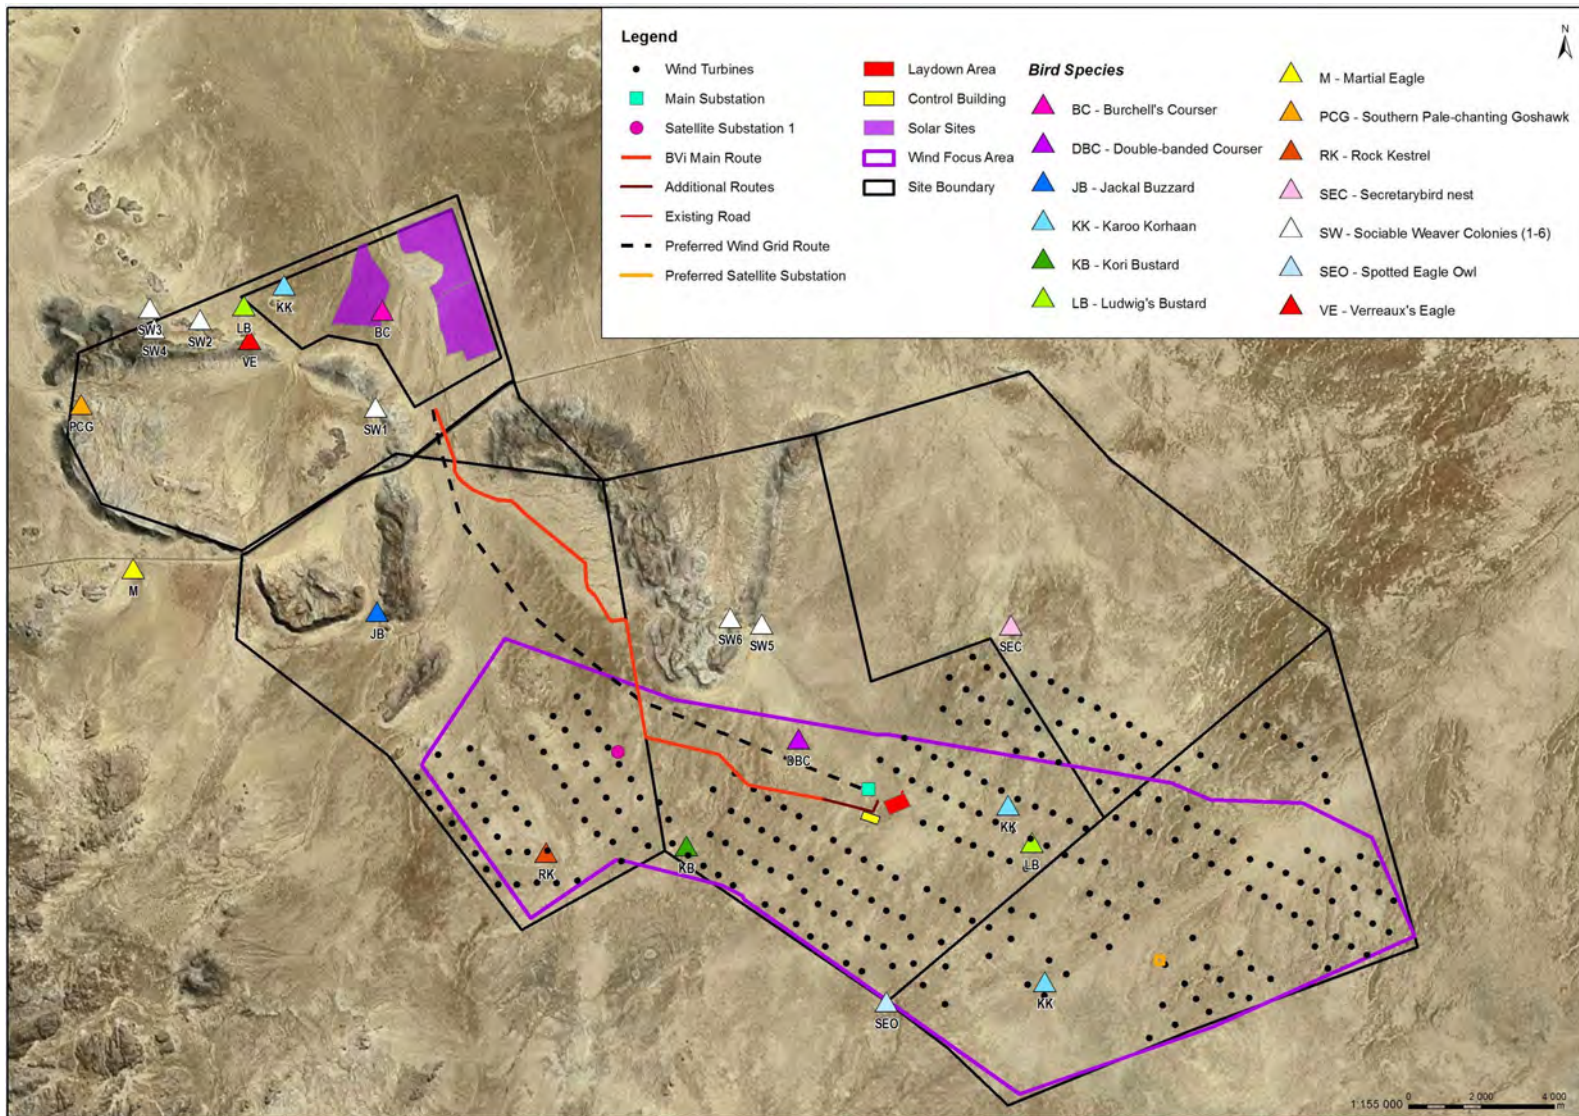 Legend
Wind Turbines
Main Substation
Satellite Substation 1
BVi Main Route
Additional Routes
Existing Road
Preferred Wind Grid Route
Preferred Satellite Substation
Laydown Area
Control Building
Solar Sites
Wind Focus Area
Site Boundary
Bird Species
BC - Burchell's Courser
DBC - Double-banded Courser
JB - Jackal Buzzard
KK - Karoo Korhaan
KB - Kori Bustard
LB - Ludwig's Bustard
M - Martial Eagle
PCG - Southern Pale-chanting Goshawk
RK - Rock Kestrel
SEC - Secretarybird nest
SW - Sociable Weaver Colonies (1-6)
SEO - Spotted Eagle Owl
VE - Verreaux's Eagle
N
KK
SW3
SW2
LB
BC
SW4
VE
PCG
SW1
M
JB
SW6
SW5
SEC
DBC
KK
RK
KB
LB
KK
SEO
1:155 000
0 2 000 4 000
m